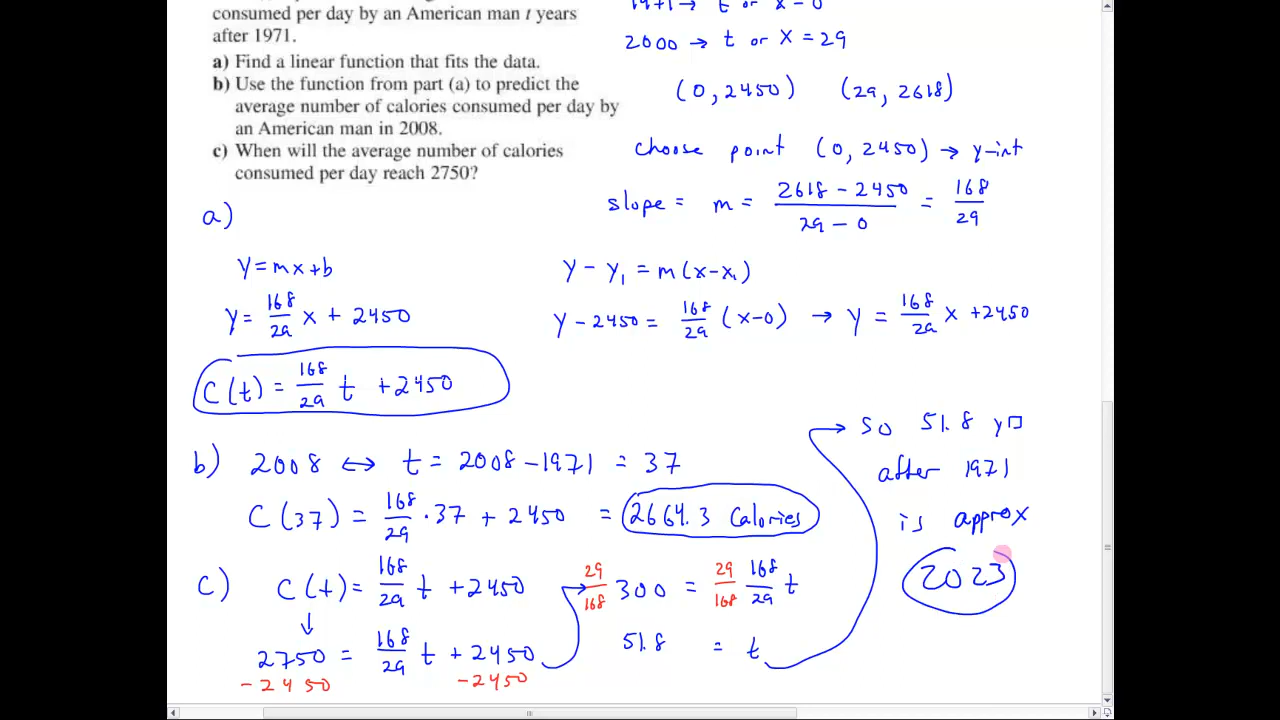 consumed per day by an American man t years
after 1971.
a) Find a linear function that fits the data.
b) Use the function from part (a) to predict the
average number of calories consumed per day by
an American man in 2008.
c) When will the average number of calories
consumed per day reach 2750?
2000 → t or x = 29
(0, 2450) (29, 2618)
choose point (0, 2450) → y-int
slope = m = 2618 - 2450 / 29 - 0 = 168 / 29
a)
y = mx+b
y = 168/29 x + 2450
C(t) = 168/29 t + 2450
y - y₁ = m(x-x₁)
y - 2450 = 168/29 (x-0) → y = 168/29 x +2450
b) 2008 ↔ t = 2008 - 1971 = 37
C(37) = 168/29 · 37 + 2450 = 2664.3 Calories
c) C(t) = 168/29 t + 2450
↓
2750 = 168/29 t + 2450
-2450 -2450
29/168 300 = 29/168 168/29 t
51.8 = t
so 51.8
after 1971
is approx
2023